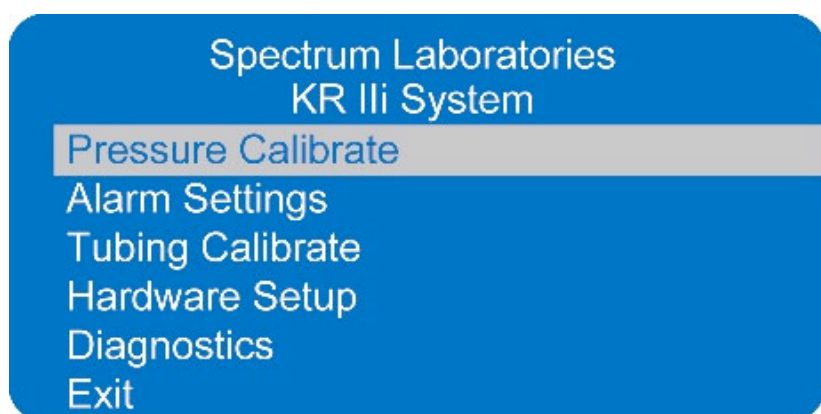 Spectrum Laboratories
KR IIi System
Pressure Calibrate
Alarm Settings
Tubing Calibrate
Hardware Setup
Diagnostics
Exit